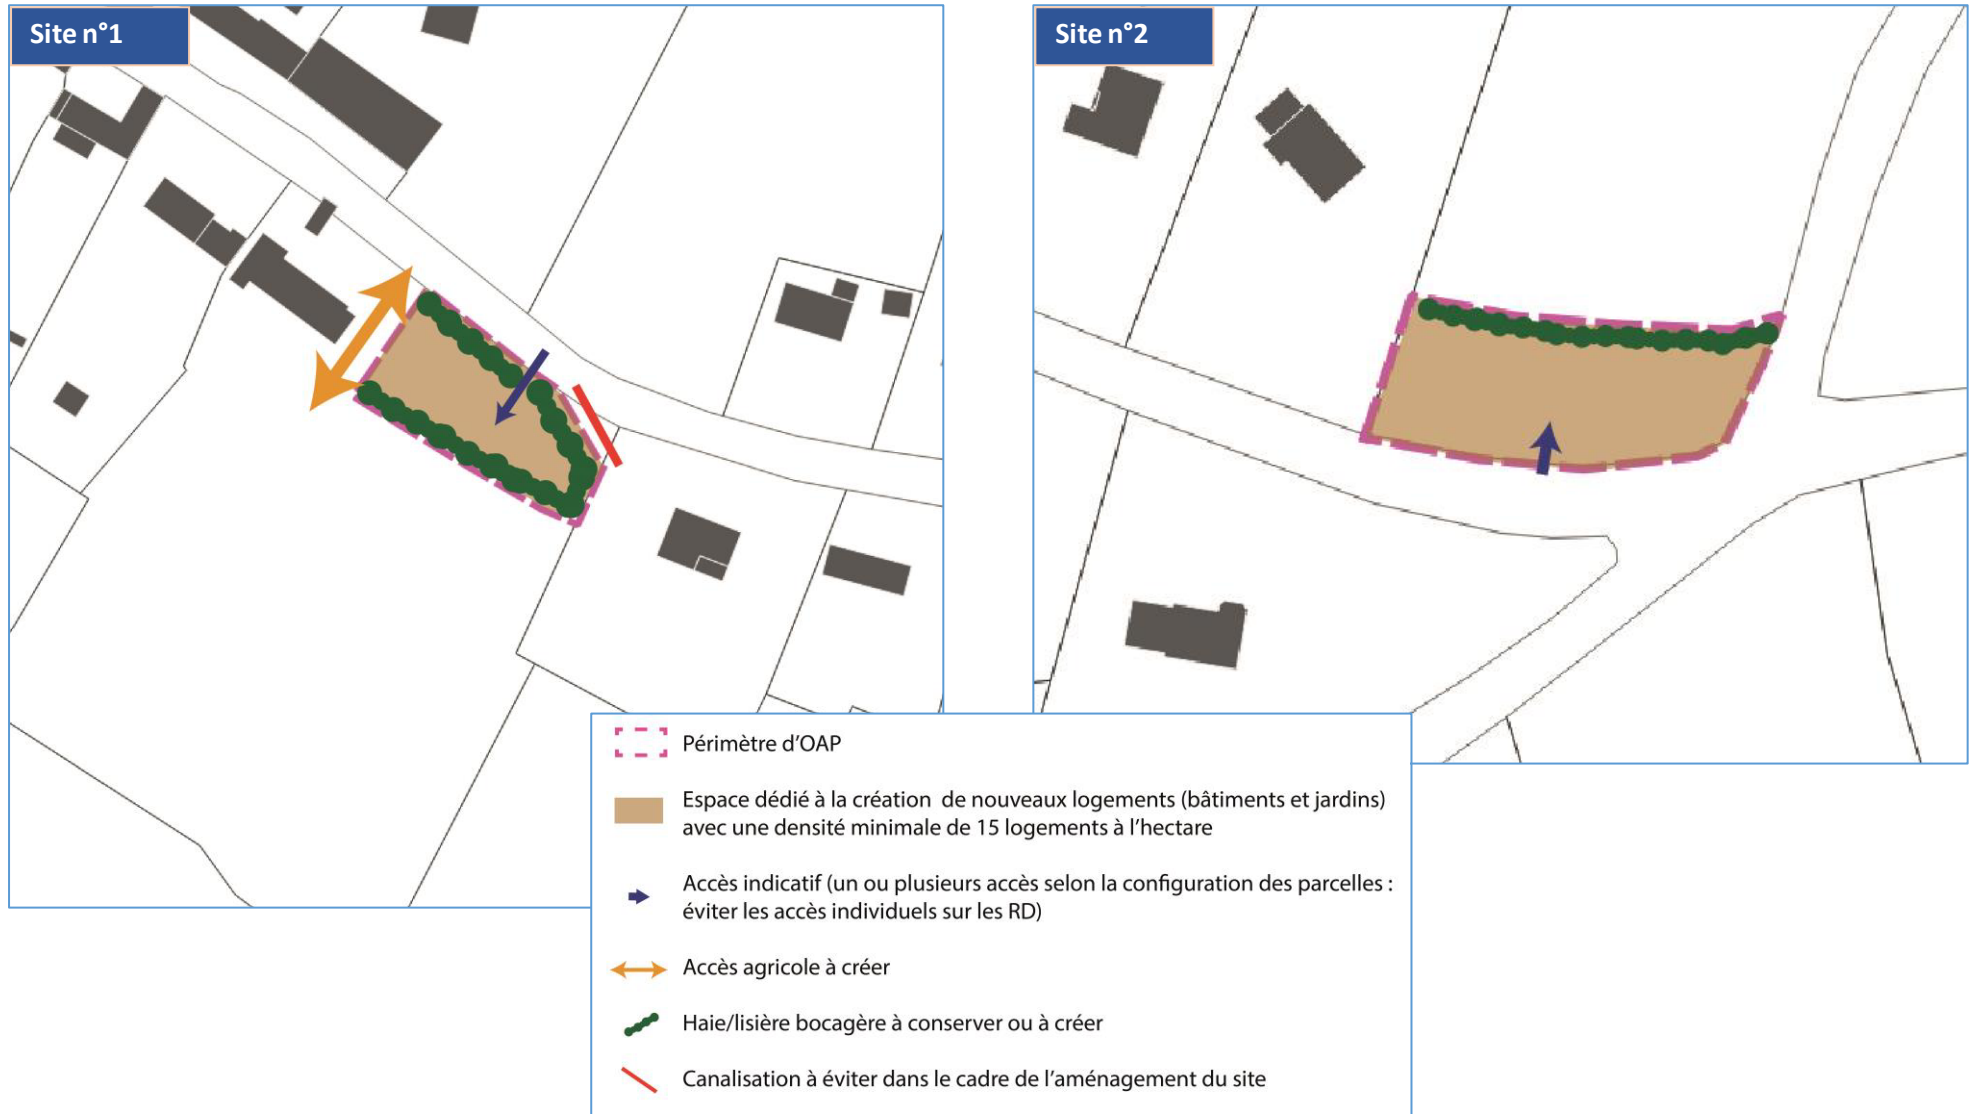 Site n°1
Site n°2
Périmètre d'OAP
Espace dédié à la création de nouveaux logements (bâtiments et jardins)
avec une densité minimale de 15 logements à l'hectare
Accès indicatif (un ou plusieurs accès selon la configuration des parcelles :
éviter les accès individuels sur les RD)
Accès agricole à créer
Haie/lisière bocagère à conserver ou à créer
Canalisation à éviter dans le cadre de l'aménagement du site